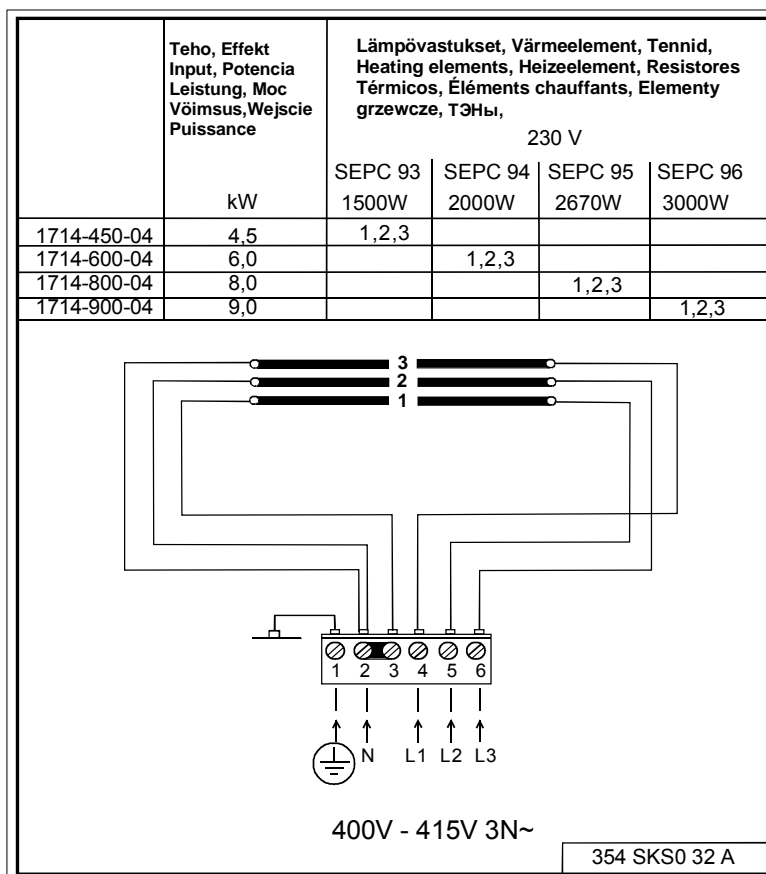 Teho, Effekt
Input, Potencia
Leistung, Moc
Vöimsus,Wejscie
Puissance
kW
Lämpövastukset, Värmeelement, Tennid,
Heating elements, Heizeelement, Resistores
Térmicos, Éléments chauffants, Elementy
grzewcze, ТЭНы,
230 V
SEPC 93 SEPC 94 SEPC 95 SEPC 96
1500W 2000W 2670W 3000W
1714-450-04 4,5 1,2,3
1714-600-04 6,0 1,2,3
1714-800-04 8,0 1,2,3
1714-900-04 9,0 1,2,3
3
2
1
1 2 3 4 5 6
N L1 L2 L3
400V - 415V 3N~
354 SKS0 32 A